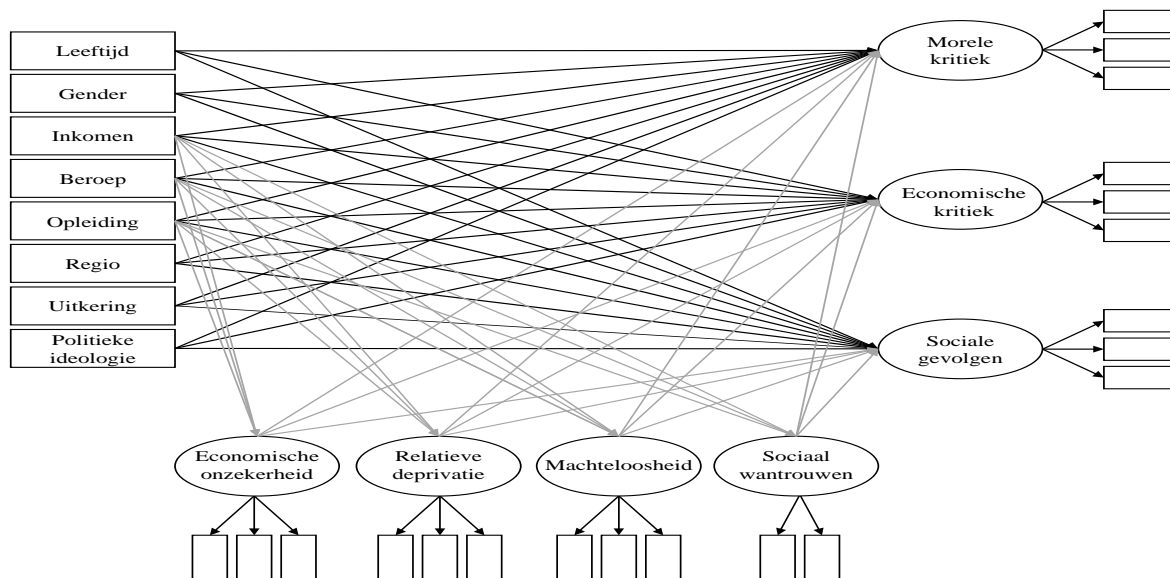 Leeftijd
Gender
Inkomen
Beroep
Opleiding
Regio
Uitkering
Politieke
ideologie
Morele
kritiek
Economische
kritiek
Sociale
gevolgen
Economische
onzekerheid
Relatieve
deprivatie
Machteloosheid
Sociaal
wantrouwen